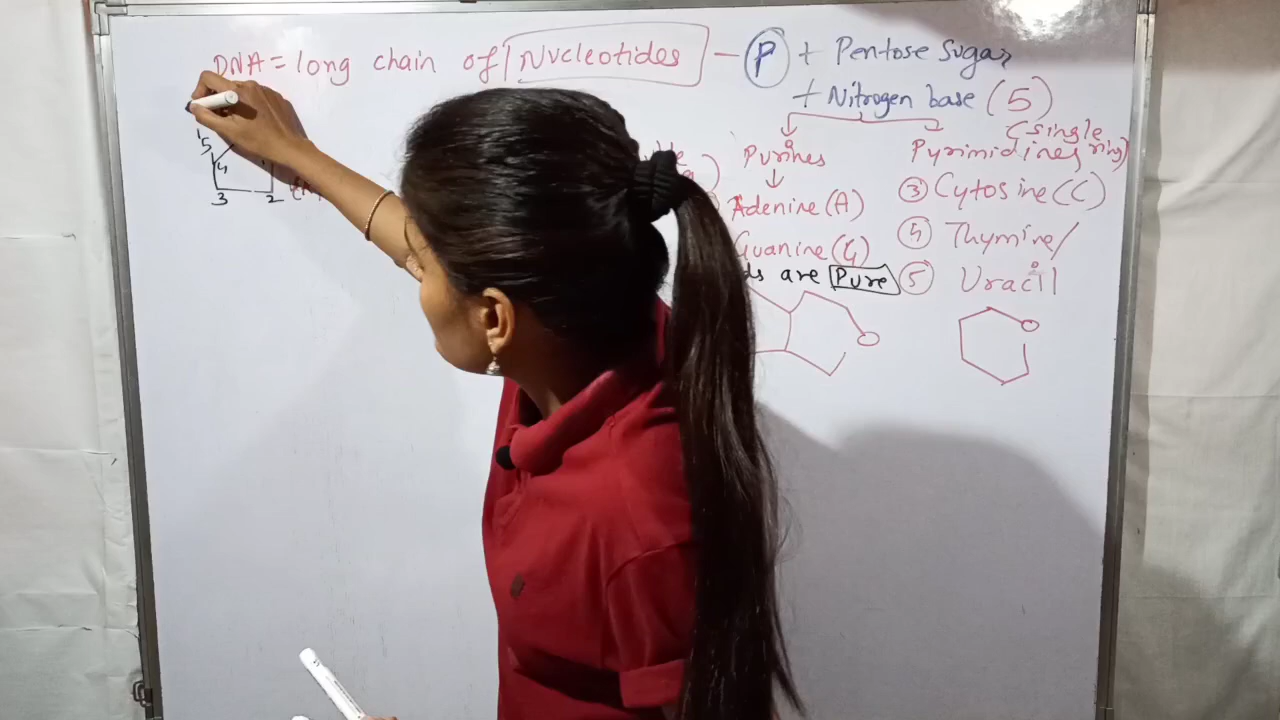 DNA = long chain of Nucleotides — P + Pentose Sugar
+ Nitrogen base (5)
Purines
Adenine (A)
Guanine (G)
ds are Pure
Pyrimidines (single ring)
③ Cytosine (C)
④ Thymine/
⑤ Uracil
5
4
3 2